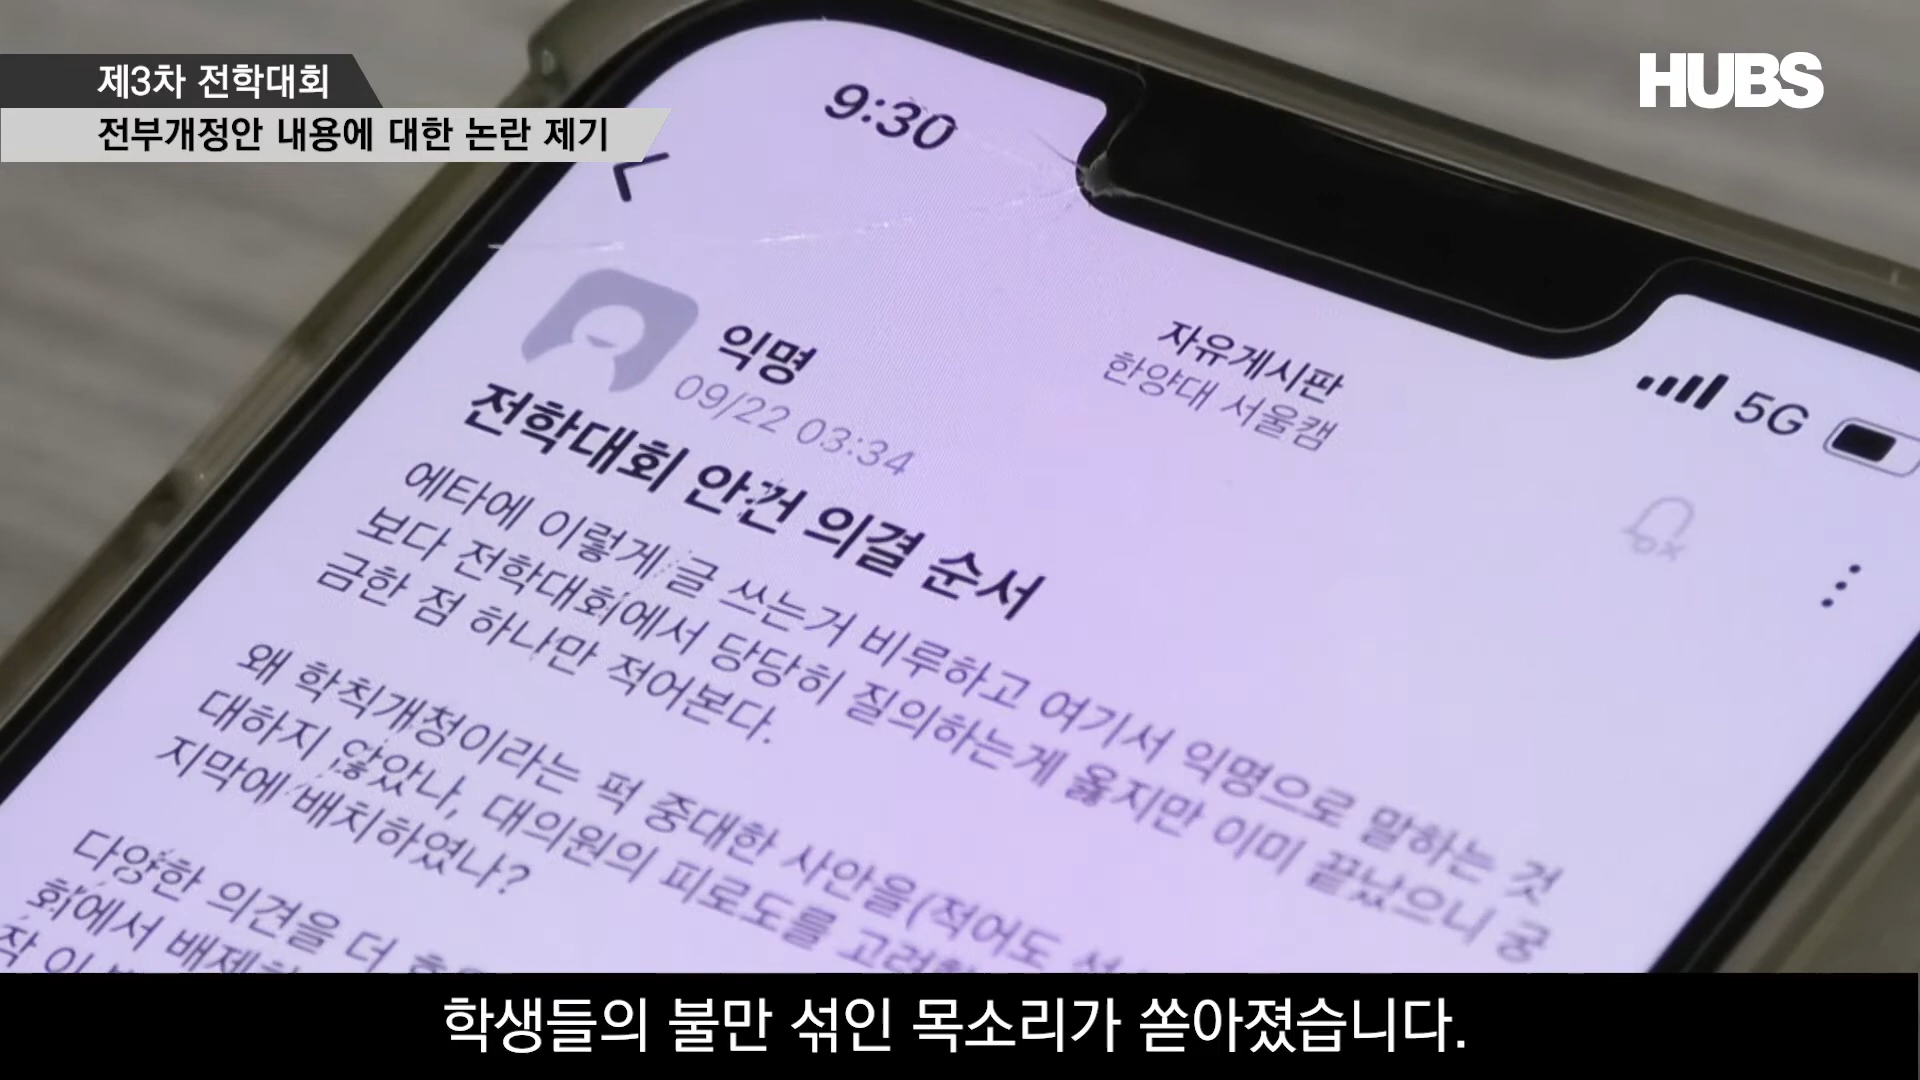 제3차 전학대회
전부개정안 내용에 대한 논란 제기
HUBS
9:30
5G
자유게시판
한양대 서울캠
익명
09/22 03:34
전학대회 안건 의결 순서
에타에 이렇게 글 쓰는거 비루하고 여기서 익명으로 말하는 것
보다 전학대회에서 당당히 질의하는게 옳지만 이미 끝났으니 궁
금한 점 하나만 적어본다.
왜 학칙개청이라는 퍽 중대한 사안을(적어도
대하지 않았나, 대의원의 피로도를
지막에 배치하였나?
다양한 의견을 더
회에서
학생들의 불만 섞인 목소리가 쏟아졌습니다.